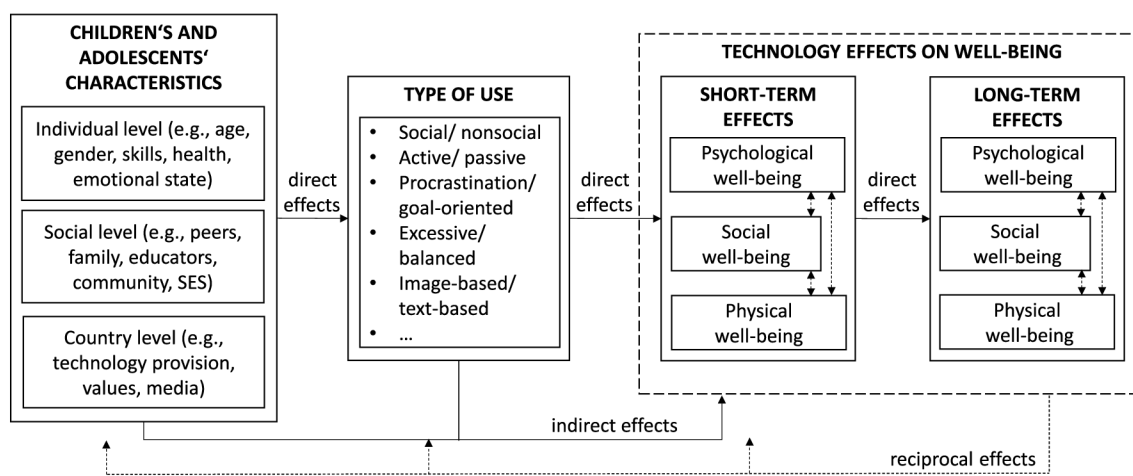 CHILDREN‘S AND
ADOLESCENTS‘
CHARACTERISTICS
Individual level (e.g., age,
gender, skills, health,
emotional state)
Social level (e.g., peers,
family, educators,
community, SES)
Country level (e.g.,
technology provision,
values, media)
direct
effects
TYPE OF USE
• Social/ nonsocial
• Active/ passive
• Procrastination/
goal-oriented
• Excessive/
balanced
• Image-based/
text-based
• ...
direct
effects
TECHNOLOGY EFFECTS ON WELL-BEING
SHORT-TERM
EFFECTS
Psychological
well-being
Social
well-being
Physical
well-being
direct
effects
LONG-TERM
EFFECTS
Psychological
well-being
Social
well-being
Physical
well-being
indirect effects
reciprocal effects